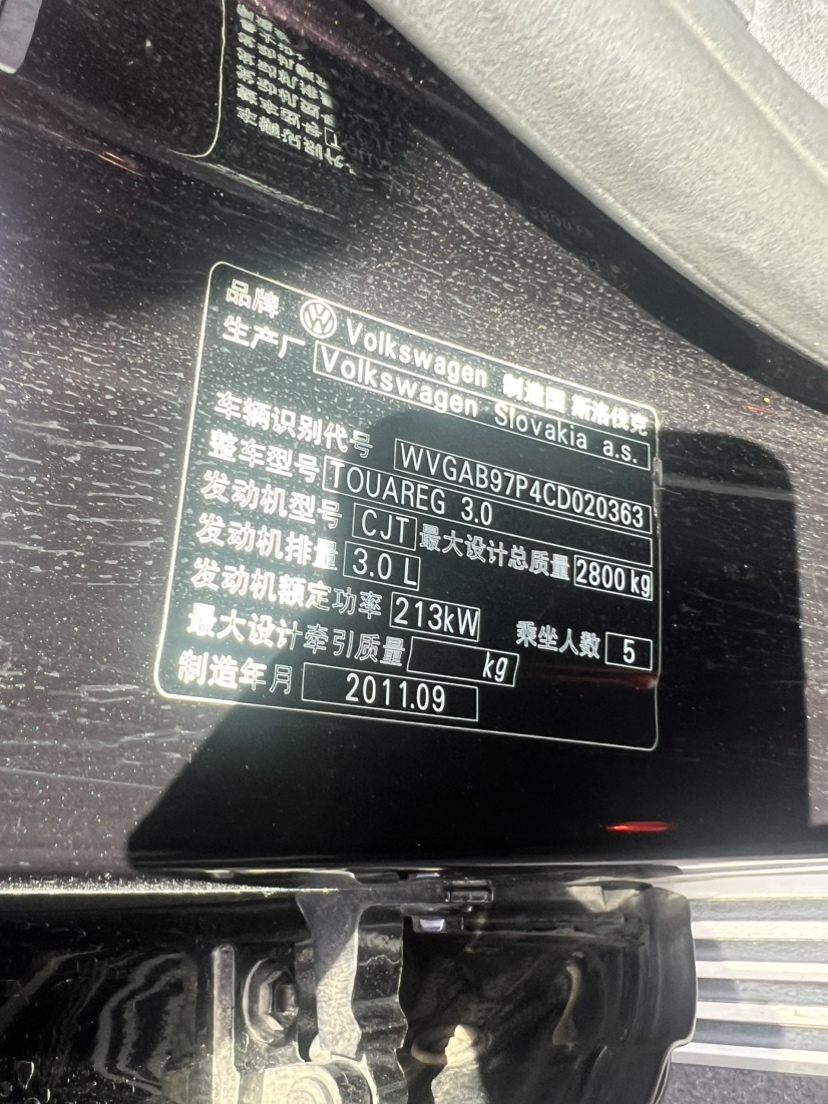 品牌 Volkswagen 制造国 斯洛伐克
生产厂 Volkswagen Slovakia a.s.
车辆识别代号 WVGAB97P4CD020363
整车型号 TOUAREG 3.0
发动机型号 CJT 最大设计总质量 2800 kg
发动机排量 3.0 L
发动机额定功率 213kW 乘坐人数 5
最大设计牵引质量 kg
制造年月 2011.09